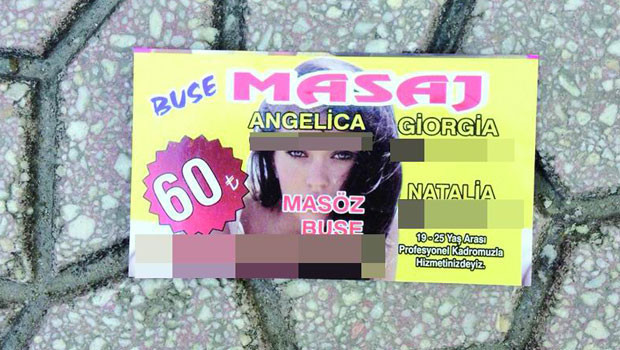 BUSE MASAJ
ANGELİCA
GİORGİA
60 ₺
MASÖZ
BUSE
NATALİA
19 - 25 Yaş Arası
Profesyonel Kadromuzla
Hizmetinizdeyiz.